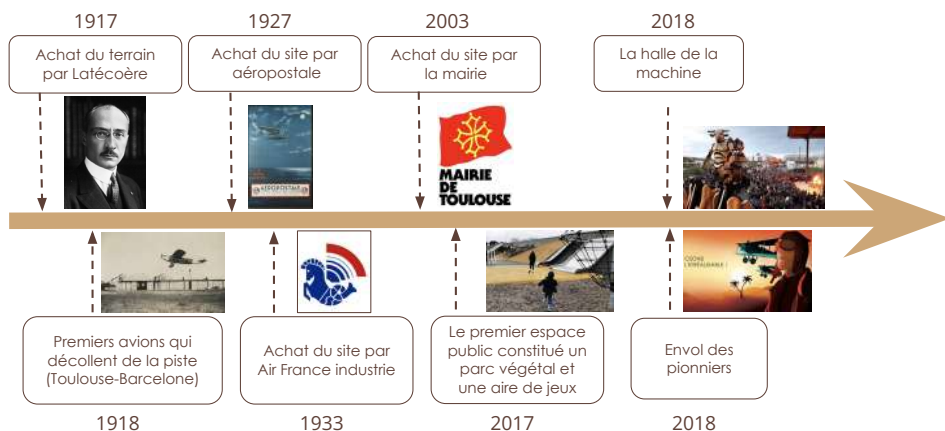 1917
Achat du terrain
par Latécoère
1927
Achat du site par
aéropostale
2003
Achat du site par
la mairie
2018
La halle de la
machine
AEROPOSTALE
MAIRIE
DE
TOULOUSE
Premiers avions qui
décollent de la piste
(Toulouse-Barcelone)
1918
Achat du site par
Air France industrie
1933
Le premier espace
public constitué un
parc végétal et
une aire de jeux
2017
Envol des
pionniers
2018